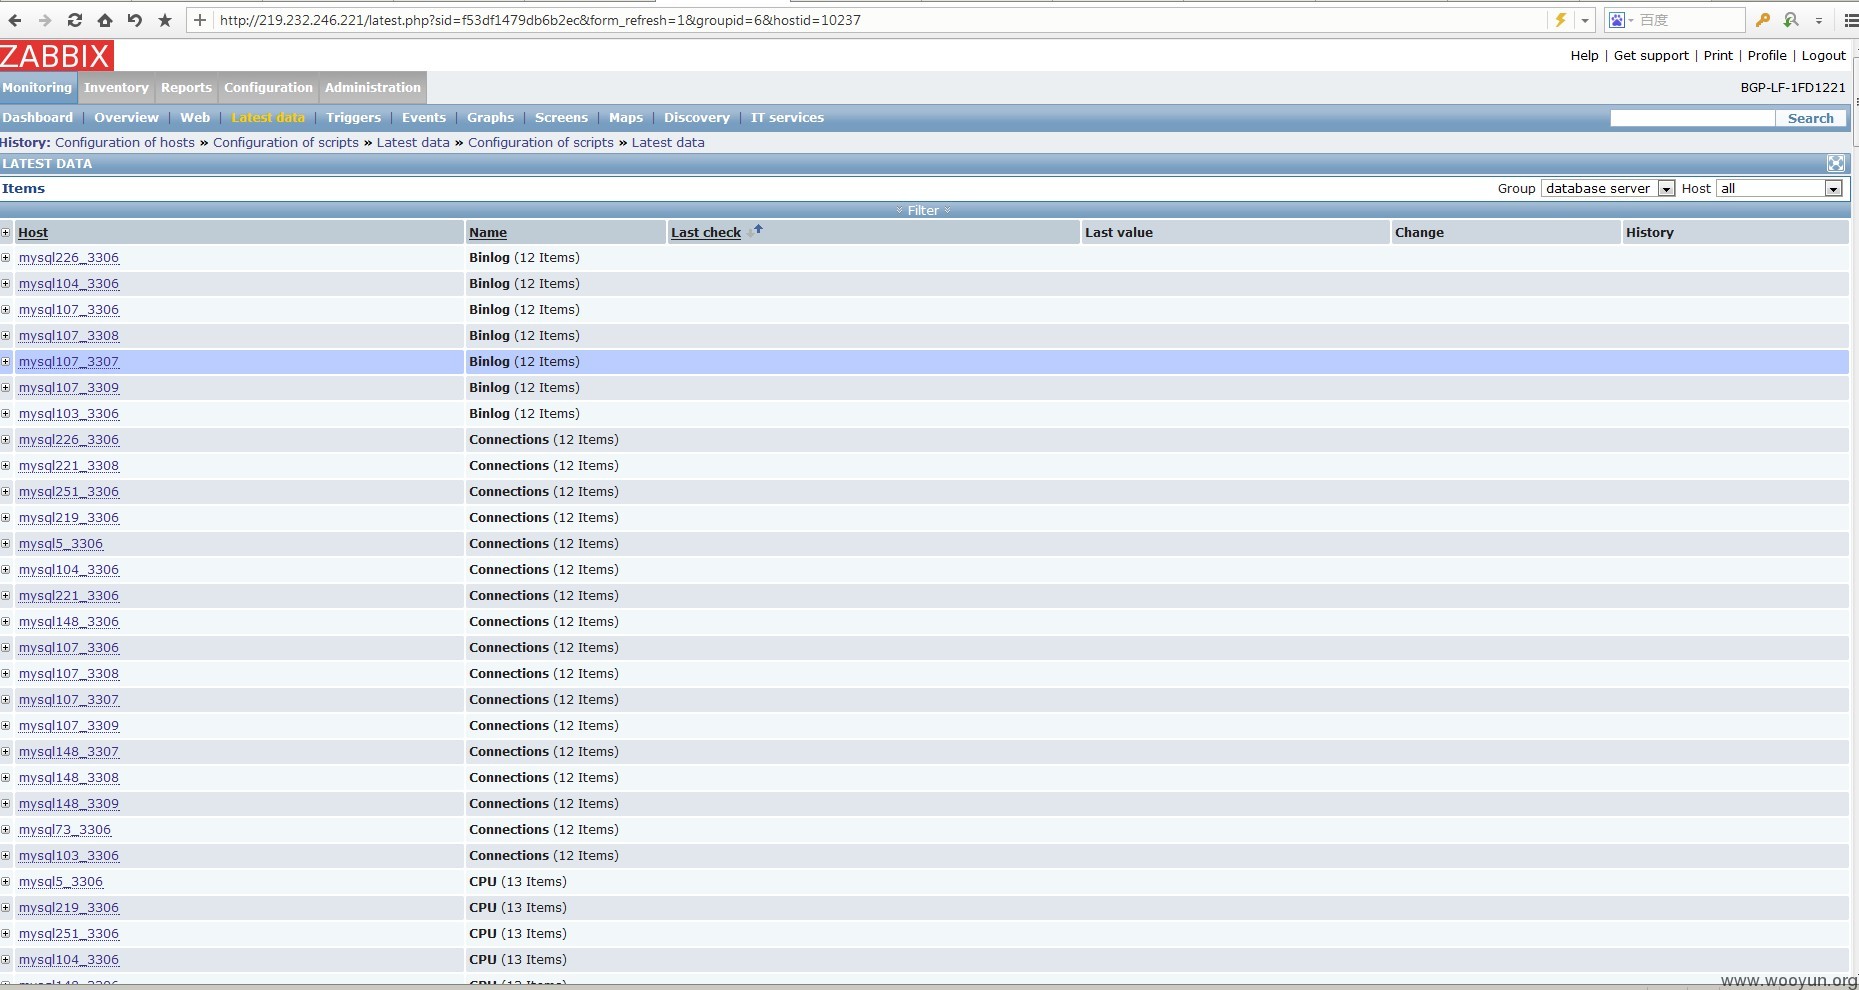 http://219.232.246.221/latest.php?sid=f53df1479db6b2ec&form_refresh=1&groupid=6&hostid=10237 百度
ZABBIX
Help | Get support | Print | Profile | Logout
Monitoring Inventory Reports Configuration Administration BGP-LF-1FD1221
Dashboard | Overview | Web | Latest data | Triggers | Events | Graphs | Screens | Maps | Discovery | IT services Search
History: Configuration of hosts » Configuration of scripts » Latest data » Configuration of scripts » Latest data
LATEST DATA
Items Group database server Host all
Filter
Host Name Last check Last value Change History
mysql226_3306 Binlog (12 Items)
mysql104_3306 Binlog (12 Items)
mysql107_3306 Binlog (12 Items)
mysql107_3308 Binlog (12 Items)
mysql107_3307 Binlog (12 Items)
mysql107_3309 Binlog (12 Items)
mysql103_3306 Binlog (12 Items)
mysql226_3306 Connections (12 Items)
mysql221_3308 Connections (12 Items)
mysql251_3306 Connections (12 Items)
mysql219_3306 Connections (12 Items)
mysql5_3306 Connections (12 Items)
mysql104_3306 Connections (12 Items)
mysql221_3306 Connections (12 Items)
mysql148_3306 Connections (12 Items)
mysql107_3306 Connections (12 Items)
mysql107_3308 Connections (12 Items)
mysql107_3307 Connections (12 Items)
mysql107_3309 Connections (12 Items)
mysql148_3307 Connections (12 Items)
mysql148_3308 Connections (12 Items)
mysql148_3309 Connections (12 Items)
mysql73_3306 Connections (12 Items)
mysql103_3306 Connections (12 Items)
mysql5_3306 CPU (13 Items)
mysql219_3306 CPU (13 Items)
mysql251_3306 CPU (13 Items)
mysql104_3306 CPU (13 Items)
www.wooyun.org